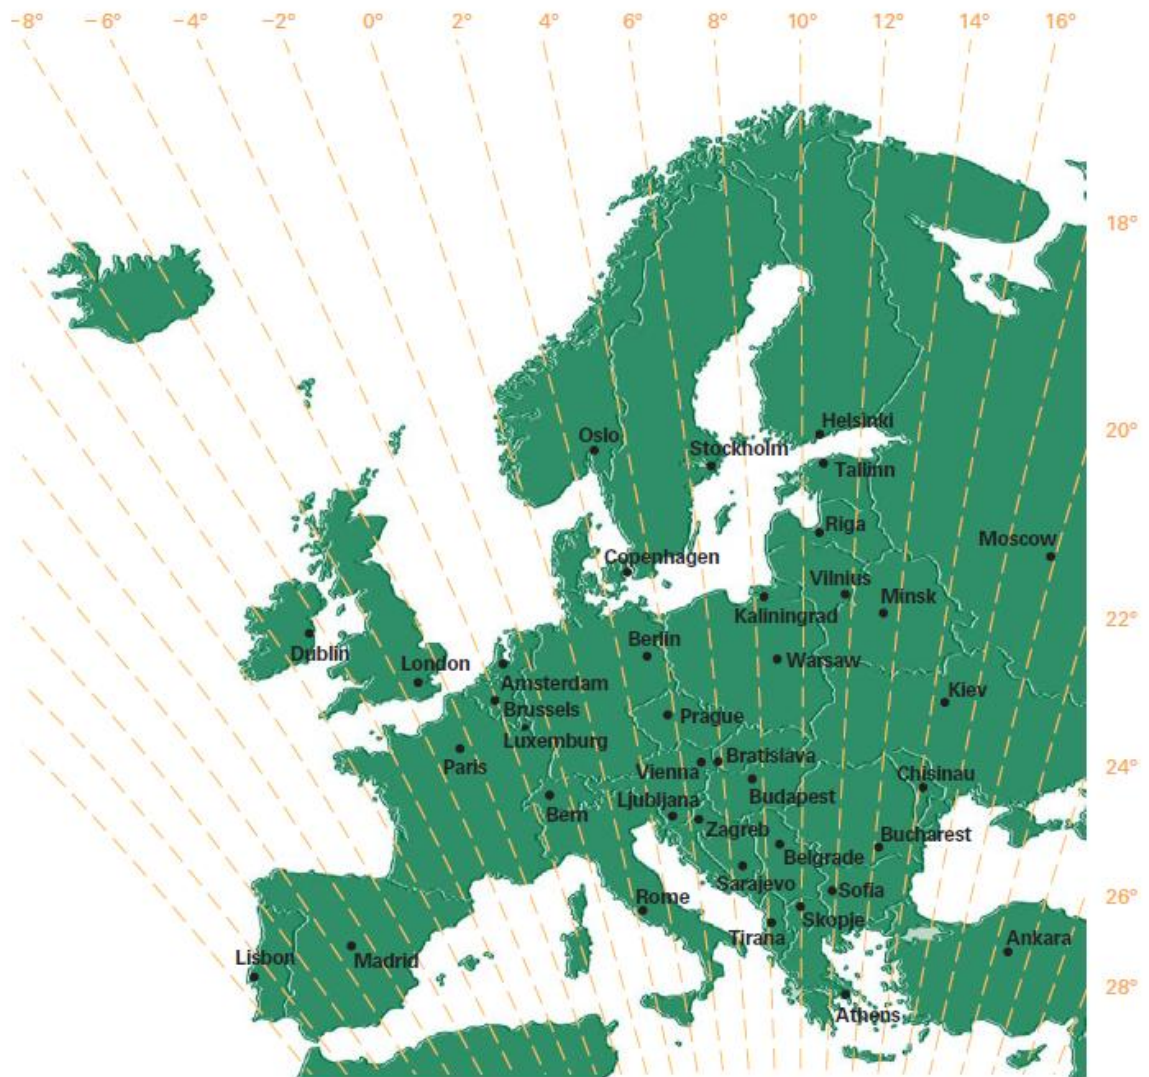 -8° -6° -4° -2° 0° 2° 4° 6° 8° 10° 12° 14° 16°
18°
Helsinki
20°
Oslo
Stockholm
Tallinn
Riga
Moscow
Copenhagen
Vilnius
Minsk
Kaliningrad
22°
Berlin
Dublin
London
Warsaw
Amsterdam
Kiev
Brussels
Prague
Luxemburg
Bratislava
Paris
24°
Vienna
Chisinau
Budapest
Ljubljana
Bern
Zagreb
Bucharest
Belgrade
Sarajevo
Sofia
Rome
26°
Skopje
Tirana
Ankara
Lisbon
Madrid
28°
Athens